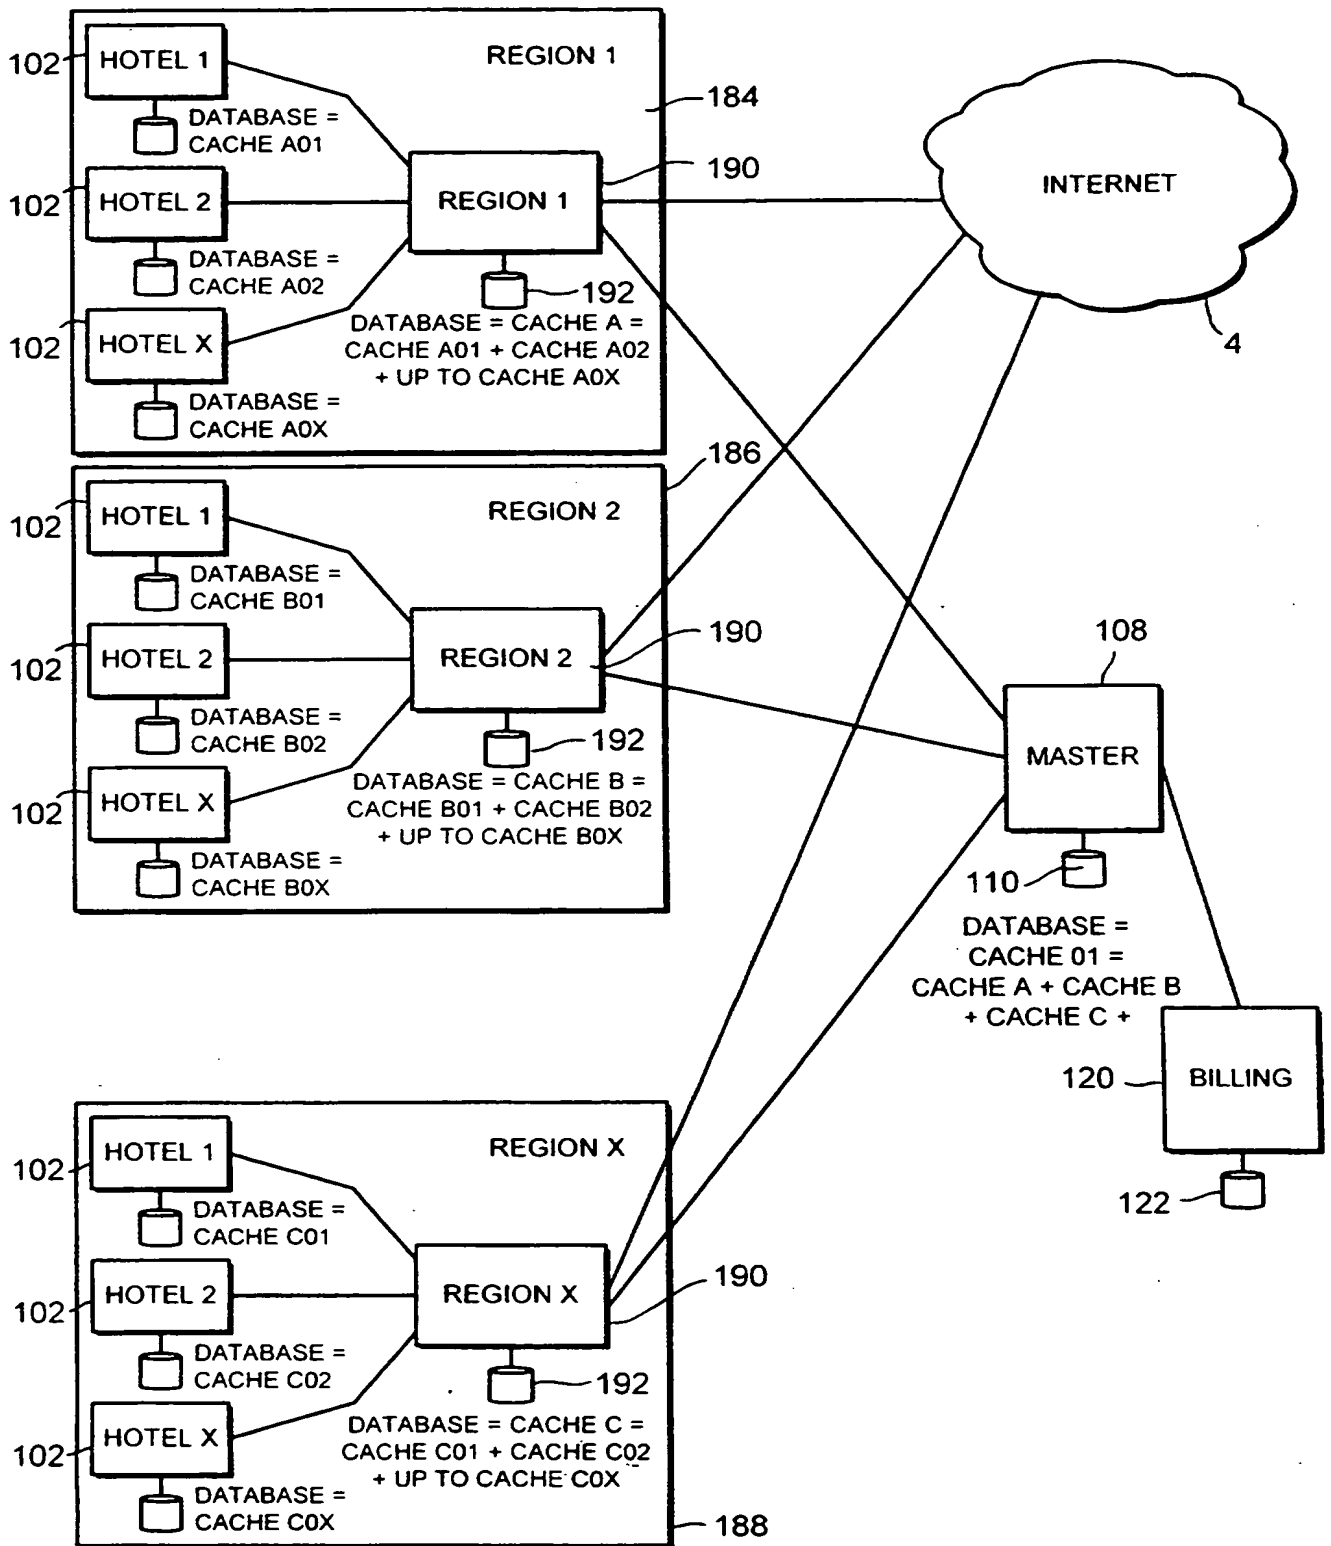 102
HOTEL 1
REGION 1
184
DATABASE =
CACHE A01
190
102
HOTEL 2
REGION 1
INTERNET
DATABASE =
CACHE A02
192
102
HOTEL X
DATABASE = CACHE A =
CACHE A01 + CACHE A02
+ UP TO CACHE A0X
4
DATABASE =
CACHE A0X
186
102
HOTEL 1
REGION 2
DATABASE =
CACHE B01
190
102
HOTEL 2
REGION 2
108
DATABASE =
CACHE B02
192
MASTER
102
HOTEL X
DATABASE = CACHE B =
CACHE B01 + CACHE B02
+ UP TO CACHE B0X
DATABASE =
CACHE B0X
110
DATABASE =
CACHE 01 =
CACHE A + CACHE B
+ CACHE C +
120
BILLING
122
102
HOTEL 1
REGION X
DATABASE =
CACHE C01
190
102
HOTEL 2
REGION X
DATABASE =
CACHE C02
192
102
HOTEL X
DATABASE = CACHE C =
CACHE C01 + CACHE C02
+ UP TO CACHE C0X
DATABASE =
CACHE C0X
188